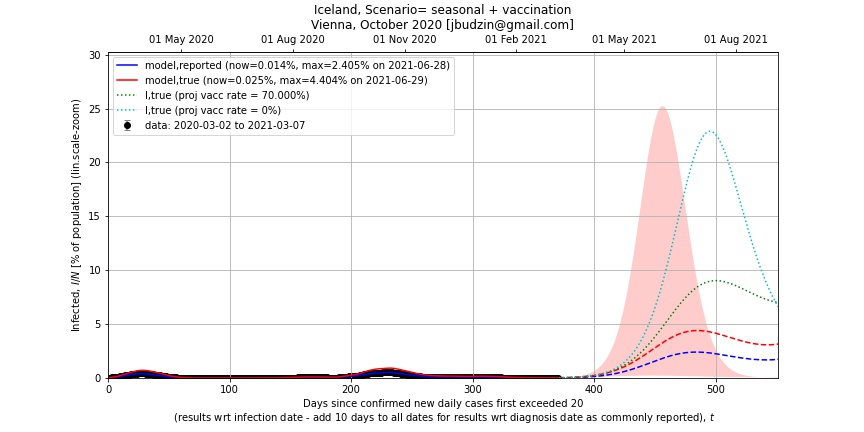 Iceland, Scenario= seasonal + vaccination
Vienna, October 2020 [jbudzin@gmail.com]
01 May 2020 01 Aug 2020 01 Nov 2020 01 Feb 2021 01 May 2021 01 Aug 2021
model,reported (now=0.014%, max=2.405% on 2021-06-28)
model,true (now=0.025%, max=4.404% on 2021-06-29)
I,true (proj vacc rate = 70.000%)
I,true (proj vacc rate = 0%)
data: 2020-03-02 to 2021-03-07
Infected, I/N [% of population] (lin.scale-zoom)
30
25
20
15
10
5
0
0 100 200 300 400 500
Days since confirmed new daily cases first exceeded 20
(results wrt infection date - add 10 days to all dates for results wrt diagnosis date as commonly reported), t